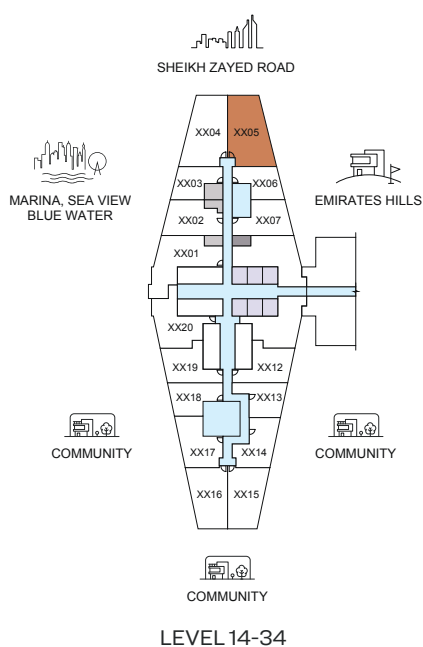 SHEIKH ZAYED ROAD
XX04
XX05
MARINA, SEA VIEW
BLUE WATER
XX03
XX06
EMIRATES HILLS
XX02
XX07
XX01
XX20
XX19
XX12
XX18
XX13
COMMUNITY
XX17
XX14
COMMUNITY
XX16
XX15
COMMUNITY
LEVEL 14-34